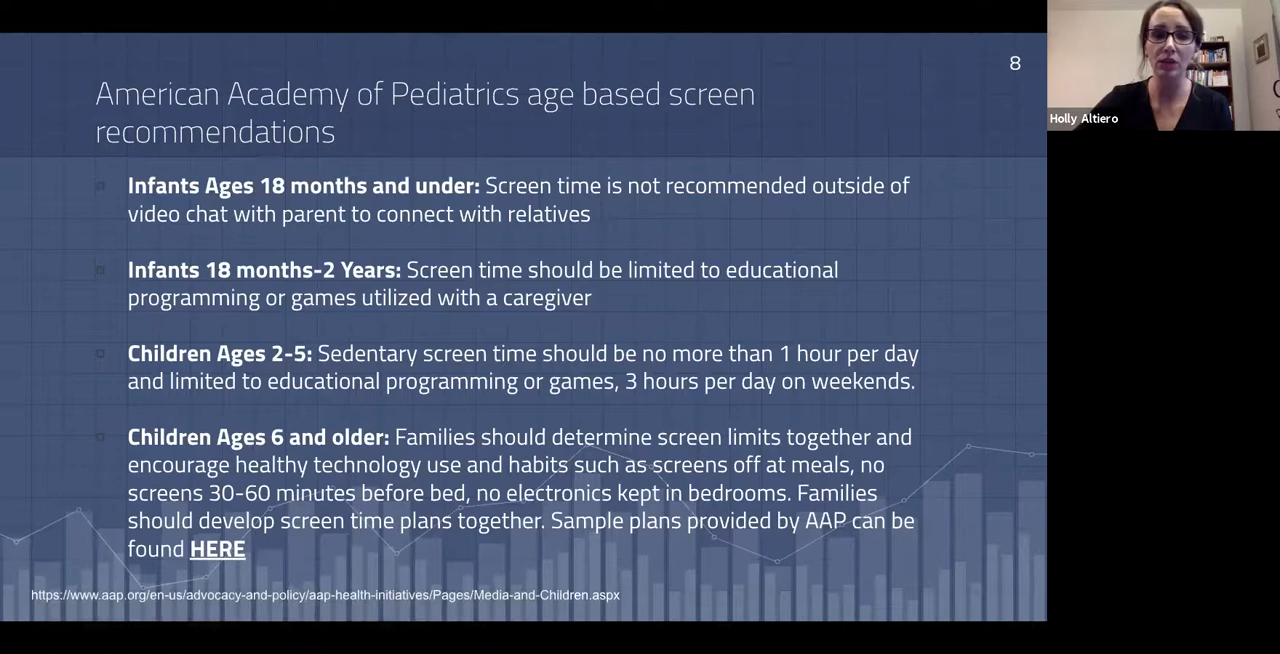 8
American Academy of Pediatrics age based screen
recommendations
Infants Ages 18 months and under: Screen time is not recommended outside of
video chat with parent to connect with relatives
Infants 18 months-2 Years: Screen time should be limited to educational
programming or games utilized with a caregiver
Children Ages 2-5: Sedentary screen time should be no more than 1 hour per day
and limited to educational programming or games, 3 hours per day on weekends.
Children Ages 6 and older: Families should determine screen limits together and
encourage healthy technology use and habits such as screens off at meals, no
screens 30-60 minutes before bed, no electronics kept in bedrooms. Families
should develop screen time plans together. Sample plans provided by AAP can be
found HERE
https://www.aap.org/en-us/advocacy-and-policy/aap-health-initiatives/Pages/Media-and-Children.aspx
Holly Altiero